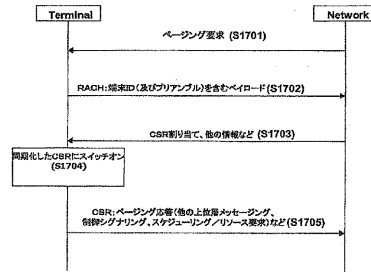 Terminal
Network
ページング要求 (S1701)
RACH:端末ID(及びプリアンブル)を含むペイロード(S1702)
CSR割り当て、他の情報など(S1703)
同期化したCSRにスイッチオン
(S1704)
CSR:ページング応答(他の上位層メッセージング、
制御シグナリング、スケジューリング/リソース要求)など(S1705)